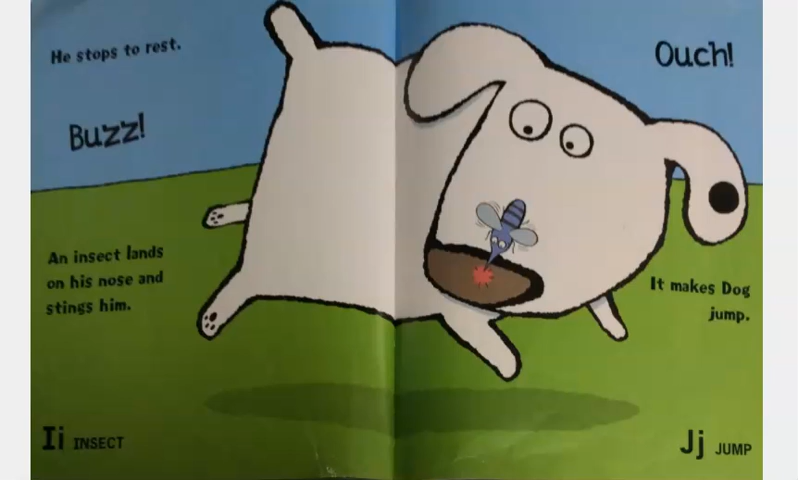 He stops to rest.
Buzz!
An insect lands
on his nose and
stings him.
Ii INSECT
Ouch!
It makes Dog
jump.
Jj JUMP